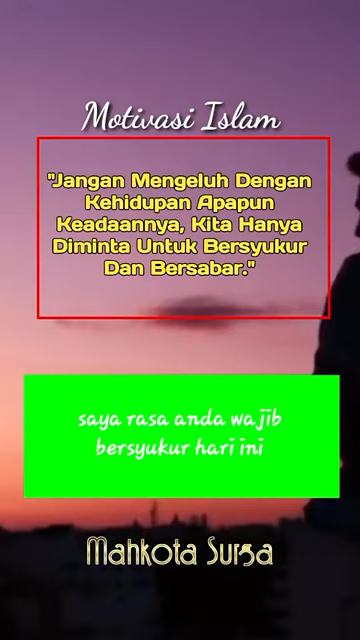 Motivasi Islam
"Jangan Mengeluh Dengan
Kehidupan Apapun
Keadaannya, Kita Hanya
Diminta Untuk Bersyukur
Dan Bersabar."
saya rasa anda wajib
bersyukur hari ini
Mahkota Surga